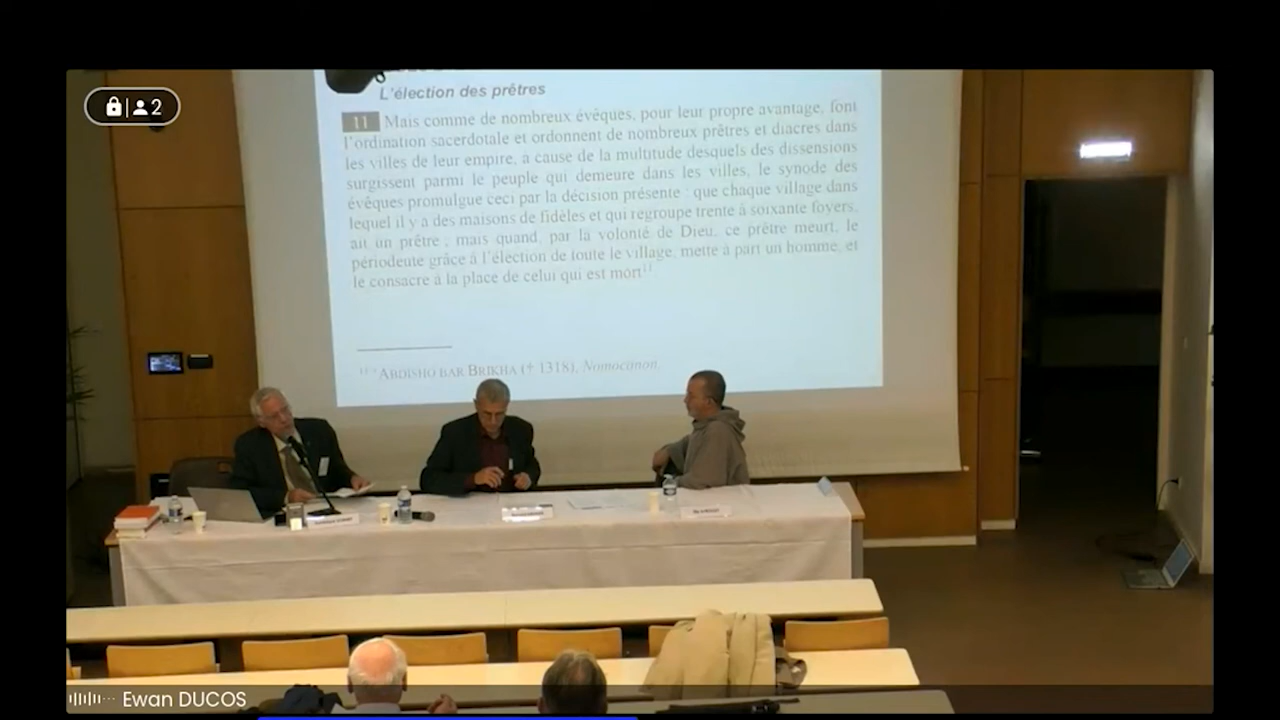 2
L'élection des prêtres
11 Mais comme de nombreux évêques, pour leur propre avantage, font
l'ordination sacerdotale et ordonnent de nombreux prêtres et diacres dans
les villes de leur empire, à cause de la multitude desquels des dissensions
surgissent parmi le peuple qui demeure dans les villes, le synode des
évêques promulgue ceci par la décision présente : que chaque village dans
lequel il y a des maisons de fidèles et qui regroupe trente à soixante foyers,
ait un prêtre ; mais quand, par la volonté de Dieu, ce prêtre meurt, le
périodeute grâce à l'élection de toute le village, mette à part un homme, et
le consacre à la place de celui qui est mort
ABDISHO BAR BRIKHA († 1318), Nomocanon,
Ewan DUCOS